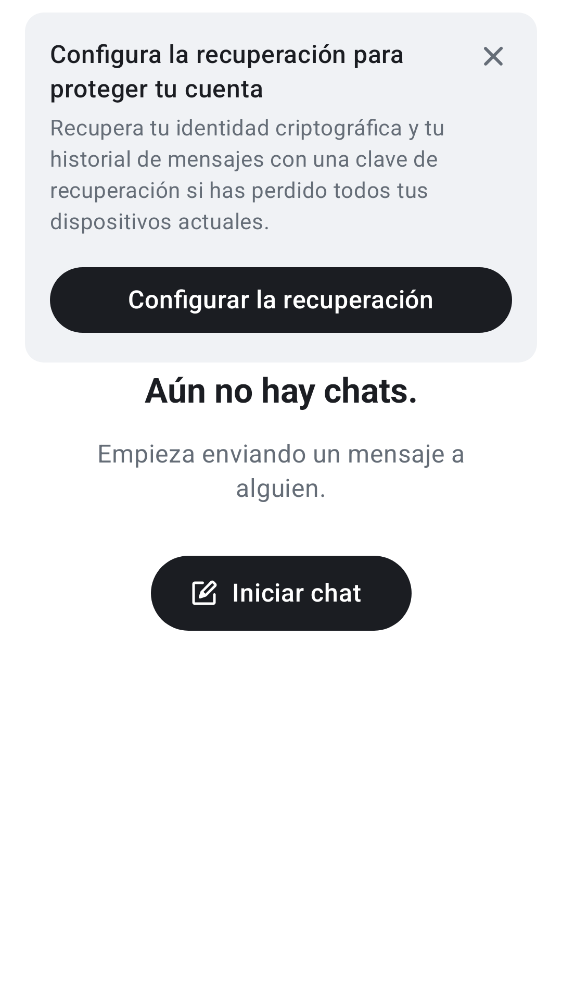 Configura la recuperación para
proteger tu cuenta
Recupera tu identidad criptográfica y tu
historial de mensajes con una clave de
recuperación si has perdido todos tus
dispositivos actuales.
Configurar la recuperación
Aún no hay chats.
Empieza enviando un mensaje a
alguien.
Iniciar chat